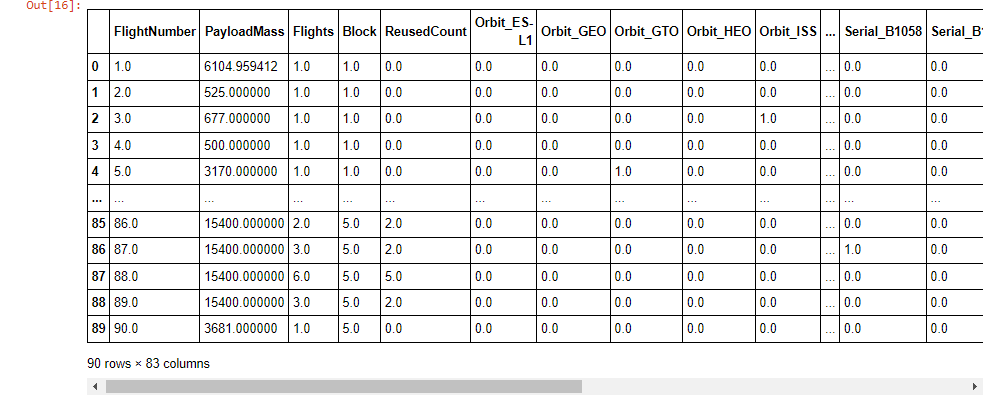 Out[16]:
FlightNumber PayloadMass Flights Block ReusedCount Orbit_ES-L1 Orbit_GEO Orbit_GTO Orbit_HEO Orbit_ISS ... Serial_B1058
0 1.0 6104.959412 1.0 1.0 0.0 0.0 0.0 0.0 0.0 0.0 ... 0.0 0.0
1 2.0 525.000000 1.0 1.0 0.0 0.0 0.0 0.0 0.0 0.0 ... 0.0 0.0
2 3.0 677.000000 1.0 1.0 0.0 0.0 0.0 0.0 0.0 1.0 ... 0.0 0.0
3 4.0 500.000000 1.0 1.0 0.0 0.0 0.0 0.0 0.0 0.0 ... 0.0 0.0
4 5.0 3170.000000 1.0 1.0 0.0 0.0 0.0 1.0 0.0 0.0 ... 0.0 0.0
... ... ... ... ... ... ... ... ... ... ... ... ... ...
85 86.0 15400.000000 2.0 5.0 2.0 0.0 0.0 0.0 0.0 0.0 ... 0.0 0.0
86 87.0 15400.000000 3.0 5.0 2.0 0.0 0.0 0.0 0.0 0.0 ... 1.0 0.0
87 88.0 15400.000000 6.0 5.0 5.0 0.0 0.0 0.0 0.0 0.0 ... 0.0 0.0
88 89.0 15400.000000 3.0 5.0 2.0 0.0 0.0 0.0 0.0 0.0 ... 0.0 0.0
89 90.0 3681.000000 1.0 5.0 0.0 0.0 0.0 0.0 0.0 0.0 ... 0.0 0.0
90 rows × 83 columns